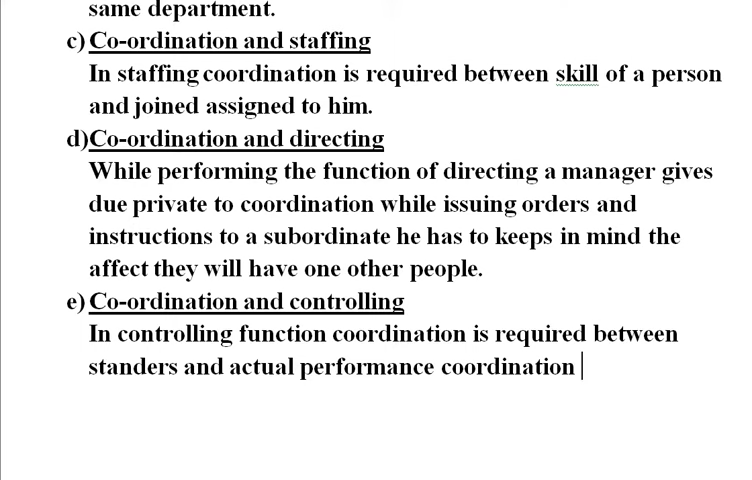 same department.
c) Co-ordination and staffing
In staffing coordination is required between skill of a person
and joined assigned to him.
d)Co-ordination and directing
While performing the function of directing a manager gives
due private to coordination while issuing orders and
instructions to a subordinate he has to keeps in mind the
affect they will have one other people.
e) Co-ordination and controlling
In controlling function coordination is required between
standers and actual performance coordination